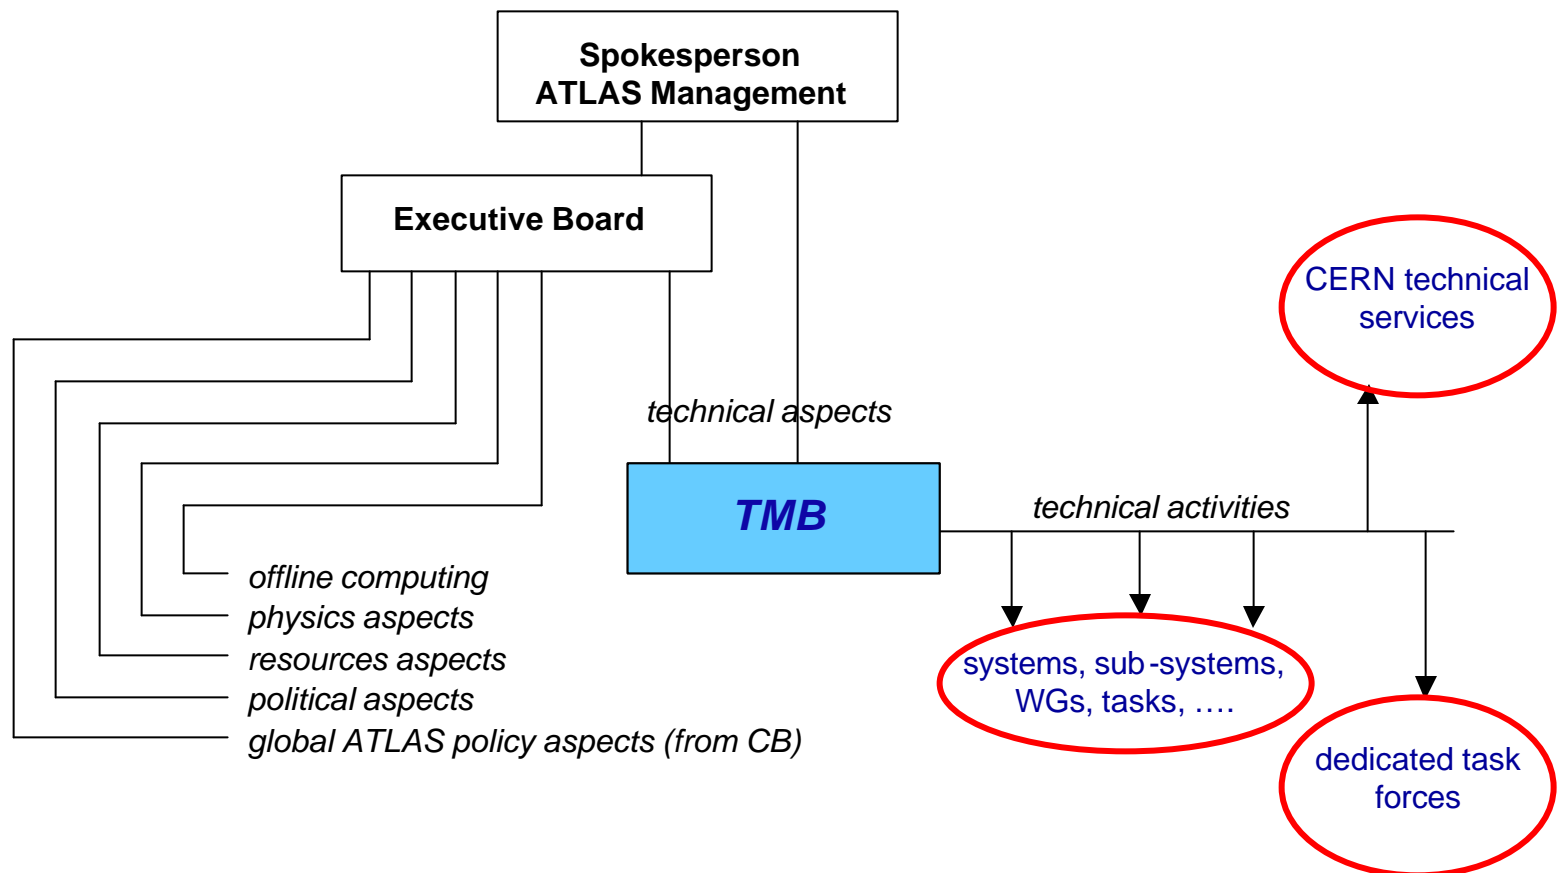 Spokesperson
ATLAS Management
Executive Board
CERN technical
services
technical aspects
TMB
technical activities
offline computing
physics aspects
resources aspects
political aspects
global ATLAS policy aspects (from CB)
systems, sub-systems,
WGs, tasks, ....
dedicated task
forces